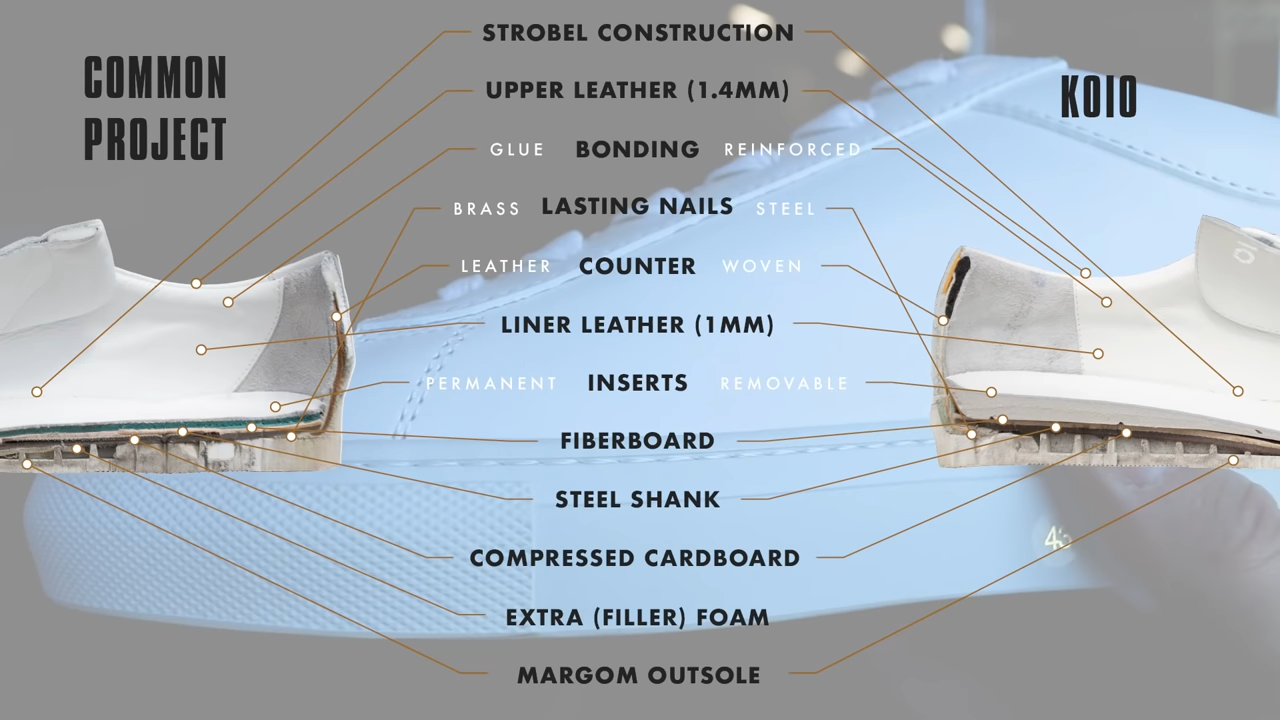 COMMON
PROJECT
KOIO
STROBEL CONSTRUCTION
UPPER LEATHER (1.4MM)
GLUE BONDING REINFORCED
BRASS LASTING NAILS STEEL
LEATHER COUNTER WOVEN
LINER LEATHER (1MM)
PERMANENT INSERTS REMOVABLE
FIBERBOARD
STEEL SHANK
COMPRESSED CARDBOARD
EXTRA (FILLER) FOAM
MARGOM OUTSOLE